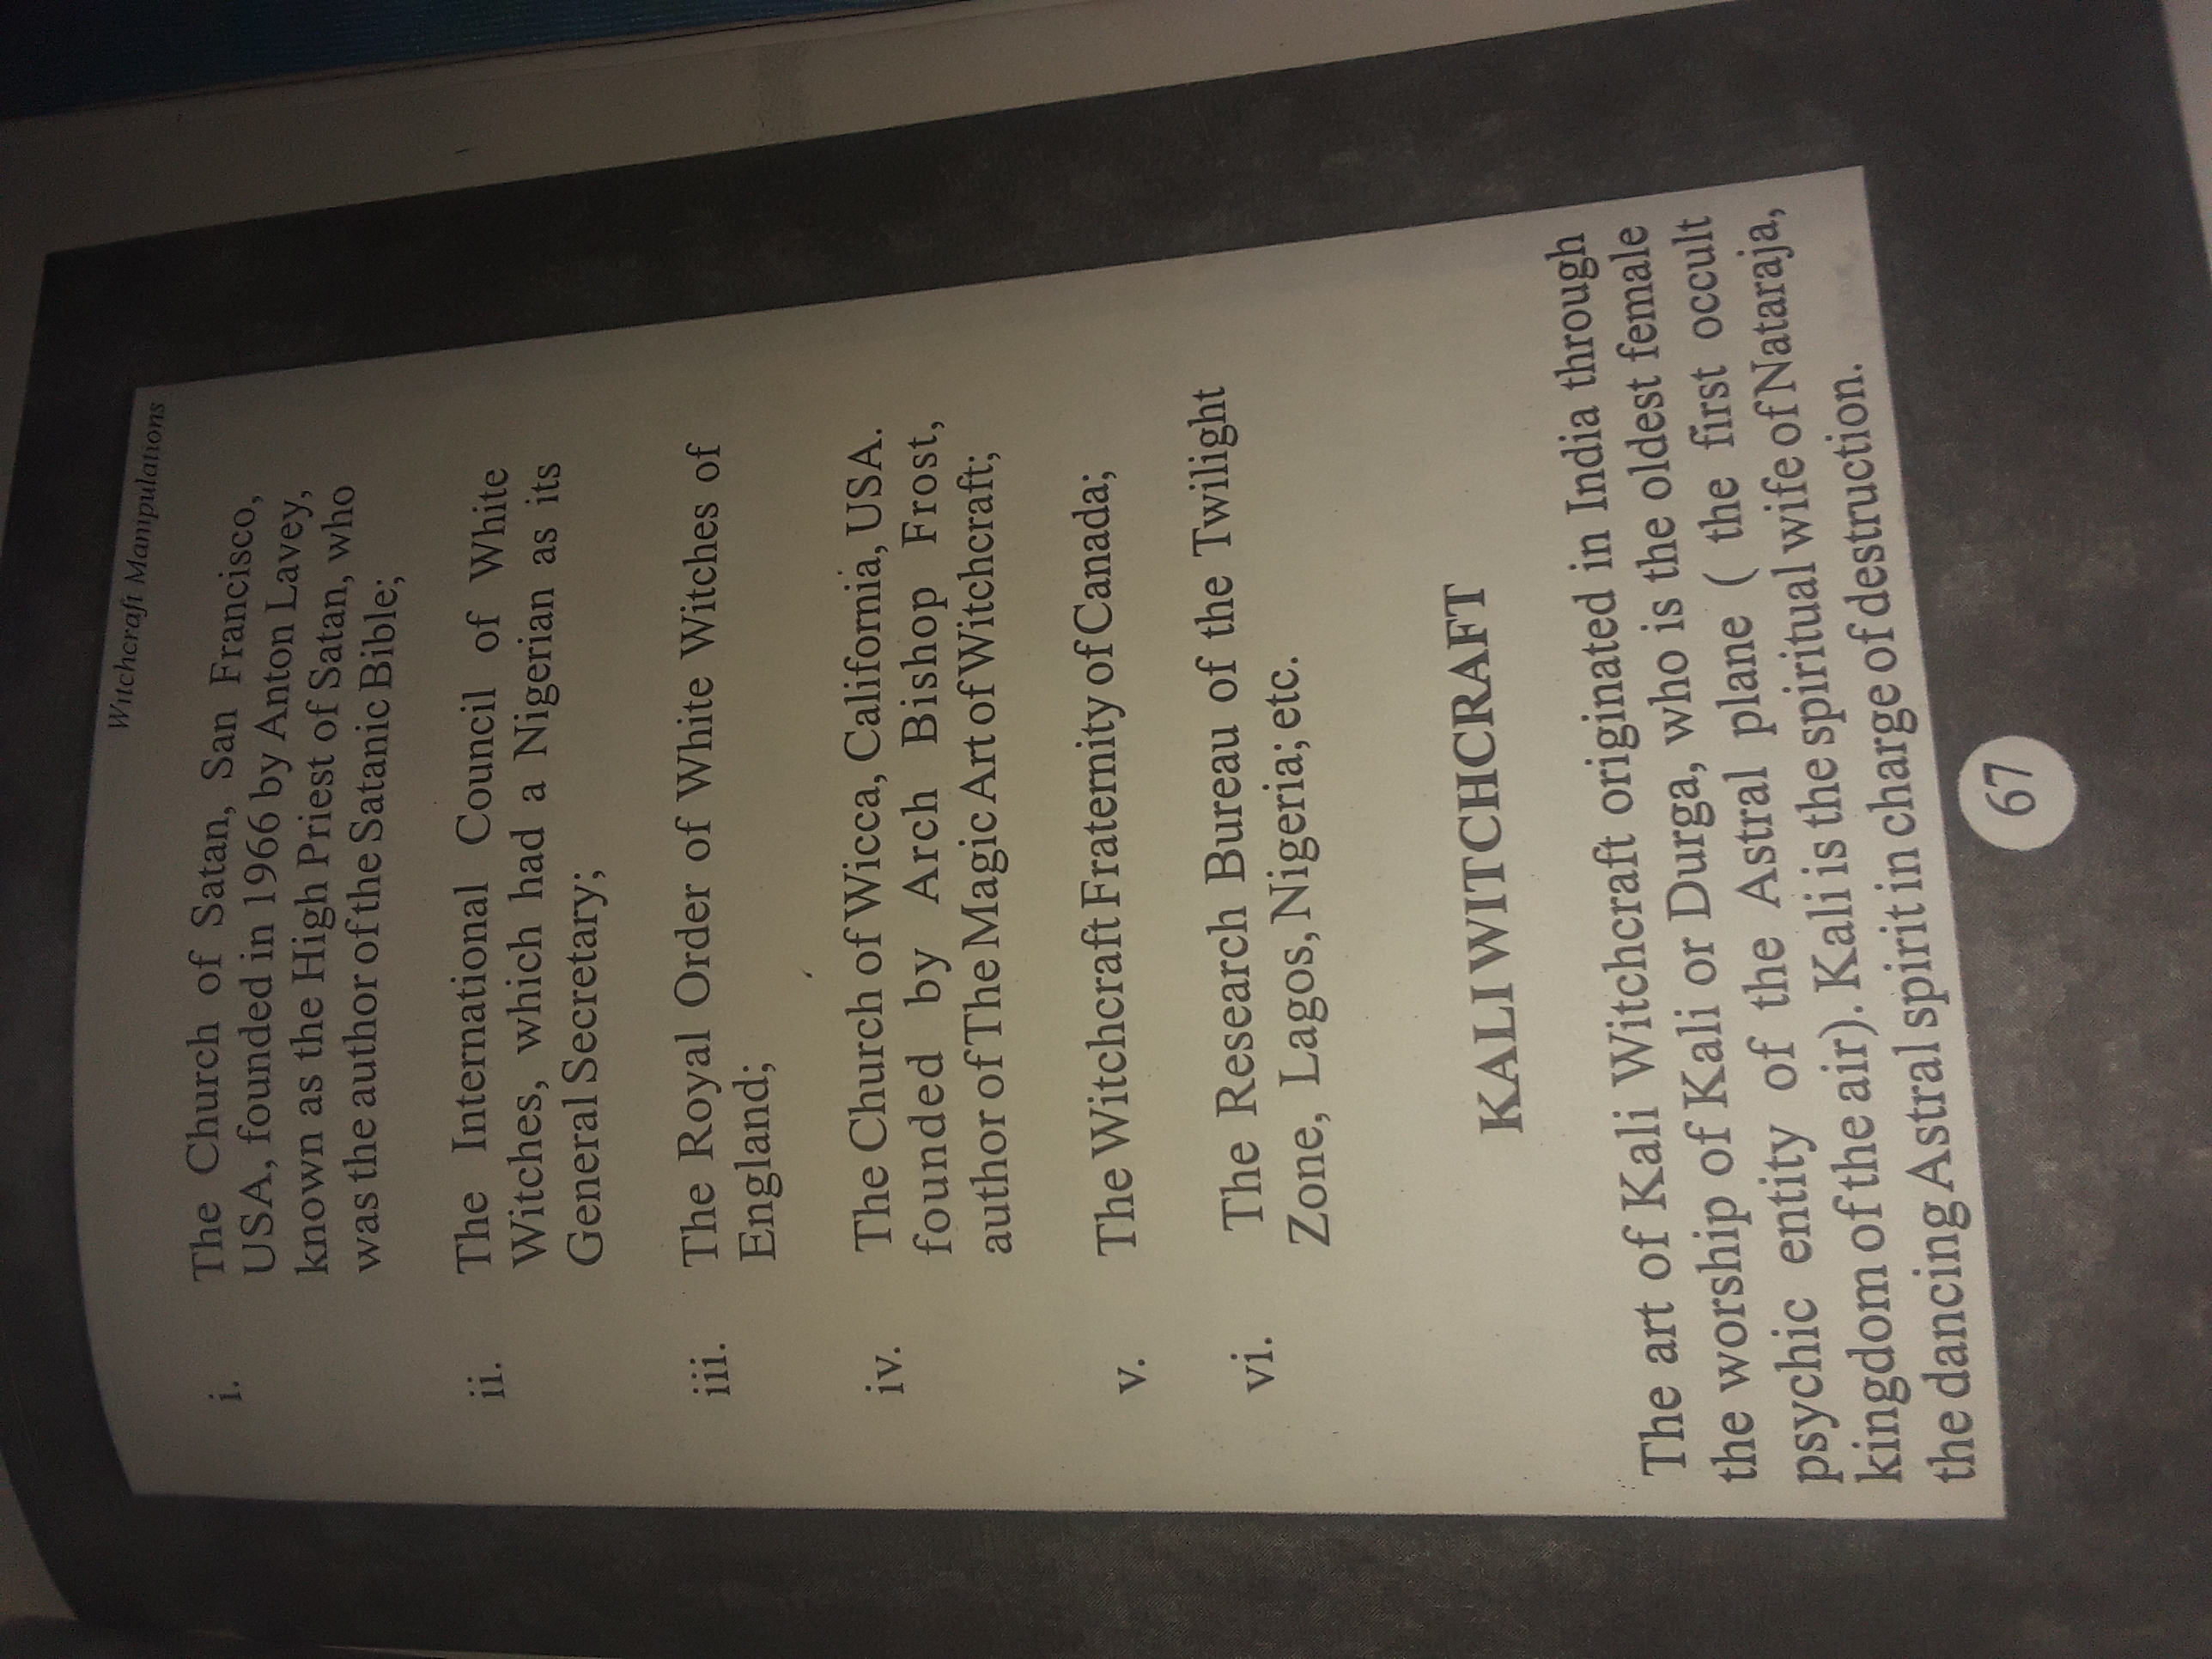 Witchcraft Manipulations
i. The Church of Satan, San Francisco,
USA, founded in 1966 by Anton Lavey,
known as the High Priest of Satan, who
was the author of the Satanic Bible;
ii. The International Council of White
Witches, which had a Nigerian as its
General Secretary;
iii. The Royal Order of White Witches of
England;
iv. The Church of Wicca, California, USA.
founded by Arch Bishop Frost,
author of The Magic Art of Witchcraft;
v. The Witchcraft Fraternity of Canada;
vi. The Research Bureau of the Twilight
Zone, Lagos, Nigeria; etc.
KALI WITCHCRAFT
The art of Kali Witchcraft originated in India through
the worship of Kali or Durga, who is the oldest female
psychic entity of the Astral plane ( the first occult
kingdom of the air). Kali is the spiritual wife of Nataraja,
the dancing Astral spirit in charge of destruction.
67